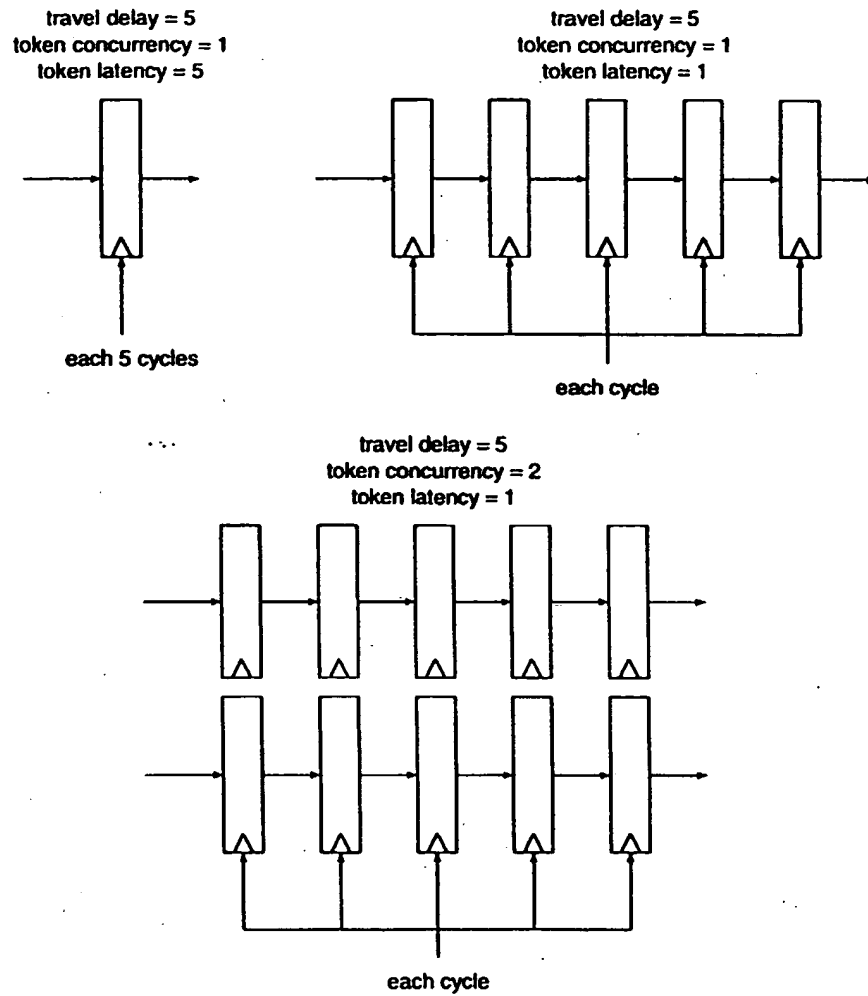 travel delay = 5
token concurrency = 1
token latency = 5
each 5 cycles
travel delay = 5
token concurrency = 1
token latency = 1
each cycle
travel delay = 5
token concurrency = 2
token latency = 1
each cycle